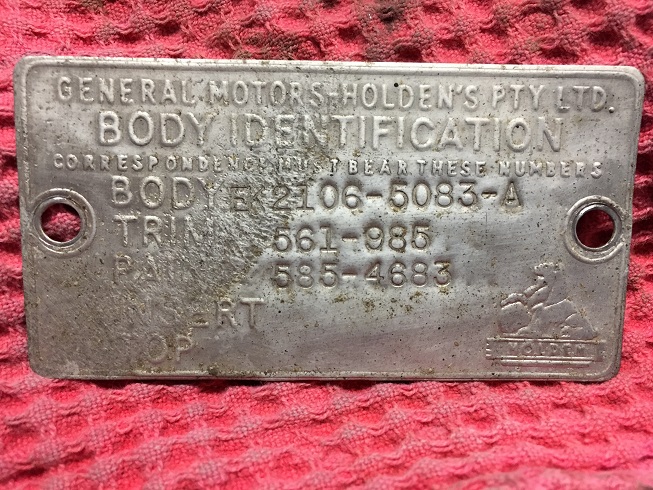 GENERAL MOTORS-HOLDEN'S PTY LTD.
BODY IDENTIFICATION
CORRESPONDENCE MUST BEAR THESE NUMBERS
BODY EK2106-5083-A
TRIM 561-985
PAINT 585-4683
INSERT
TOP
HOLDEN